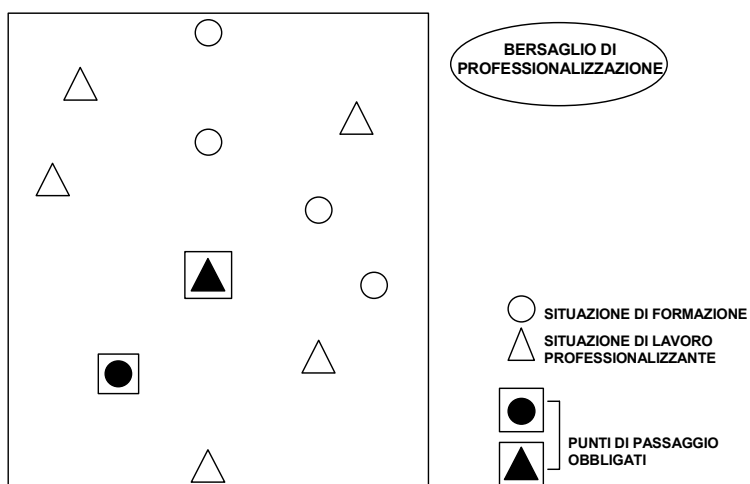 BERSAGLIO DI
PROFESSIONALIZZAZIONE
SITUAZIONE DI FORMAZIONE
SITUAZIONE DI LAVORO
PROFESSIONALIZZANTE
PUNTI DI PASSAGGIO
OBBLIGATI